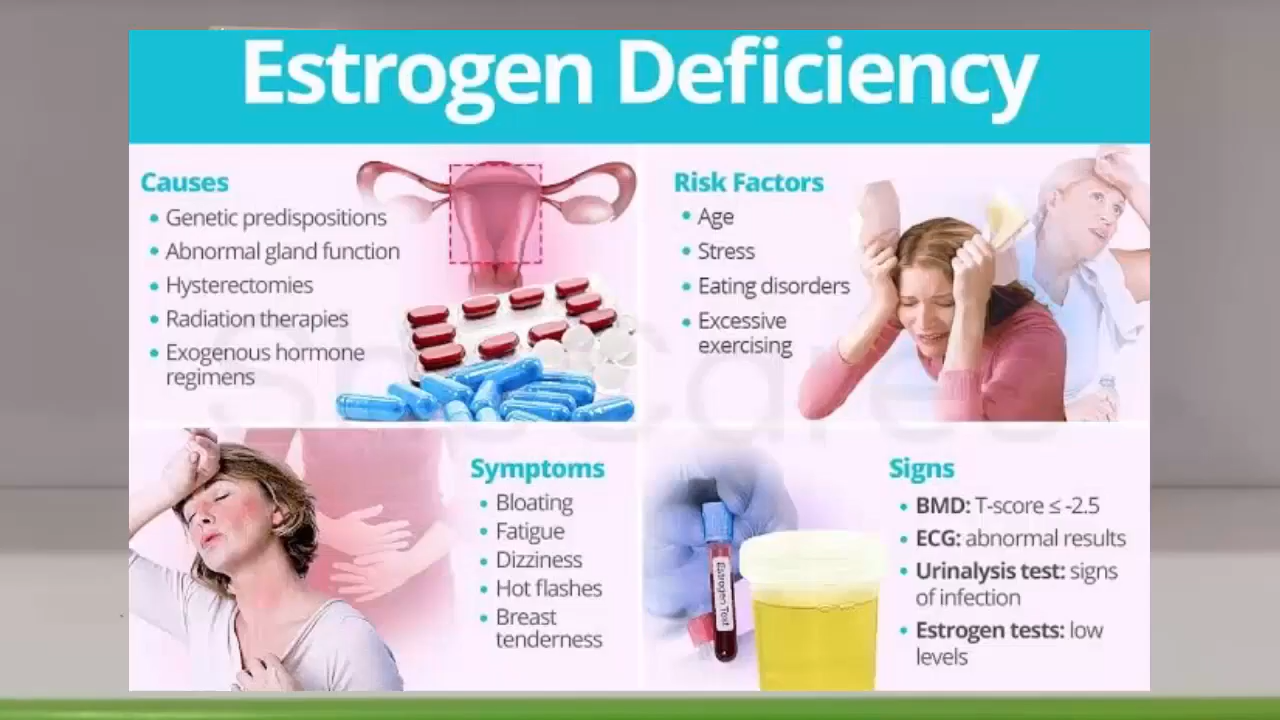 Estrogen Deficiency
Causes
• Genetic predispositions
• Abnormal gland function
• Hysterectomies
• Radiation therapies
• Exogenous hormone
regimens
Risk Factors
• Age
• Stress
• Eating disorders
• Excessive
exercising
Symptoms
• Bloating
• Fatigue
• Dizziness
• Hot flashes
• Breast
tenderness
Signs
• BMD: T-score ≤ -2.5
• ECG: abnormal results
• Urinalysis test: signs
of infection
• Estrogen tests: low
levels
Estrogen Test